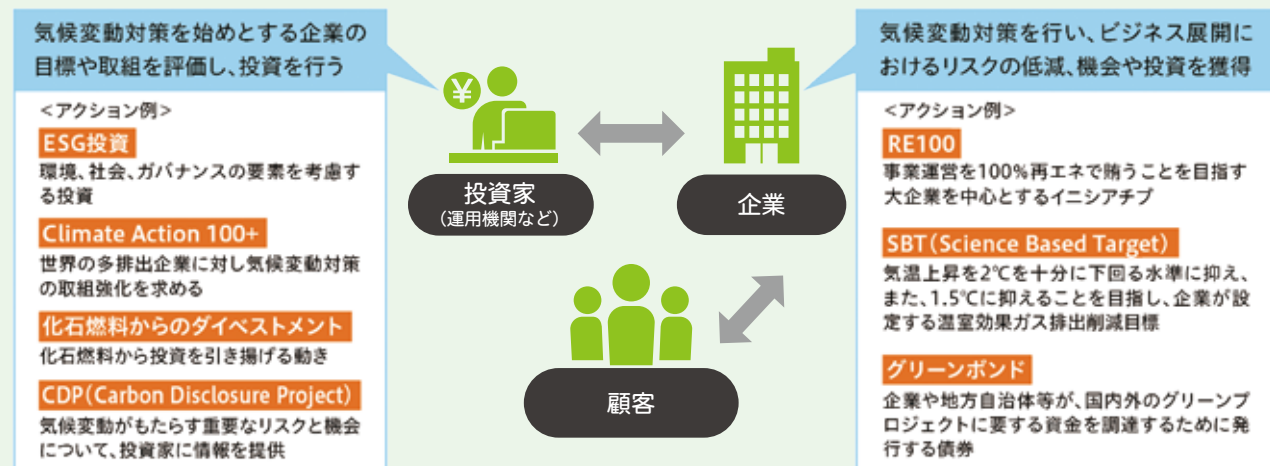 気候変動対策を始めとする企業の
目標や取組を評価し、投資を行う
<アクション例>
ESG投資
環境、社会、ガバナンスの要素を考慮す
る投資
Climate Action 100+
世界の多排出企業に対し気候変動対策
の取組強化を求める
化石燃料からのダイベストメント
化石燃料から投資を引き揚げる動き
CDP(Carbon Disclosure Project)
気候変動がもたらす重要なリスクと機会
について、投資家に情報を提供
¥
投資家
(運用機関など)
企業
顧客
気候変動対策を行い、ビジネス展開に
おけるリスクの低減、機会や投資を獲得
<アクション例>
RE100
事業運営を100%再エネで賄うことを目指す
大企業を中心とするイニシアチブ
SBT(Science Based Target)
気温上昇を2℃を十分に下回る水準に抑え、
また、1.5℃に抑えることを目指し、企業が設
定する温室効果ガス排出削減目標
グリーンボンド
企業や地方自治体等が、国内外のグリーンプ
ロジェクトに要する資金を調達するために発
行する債券